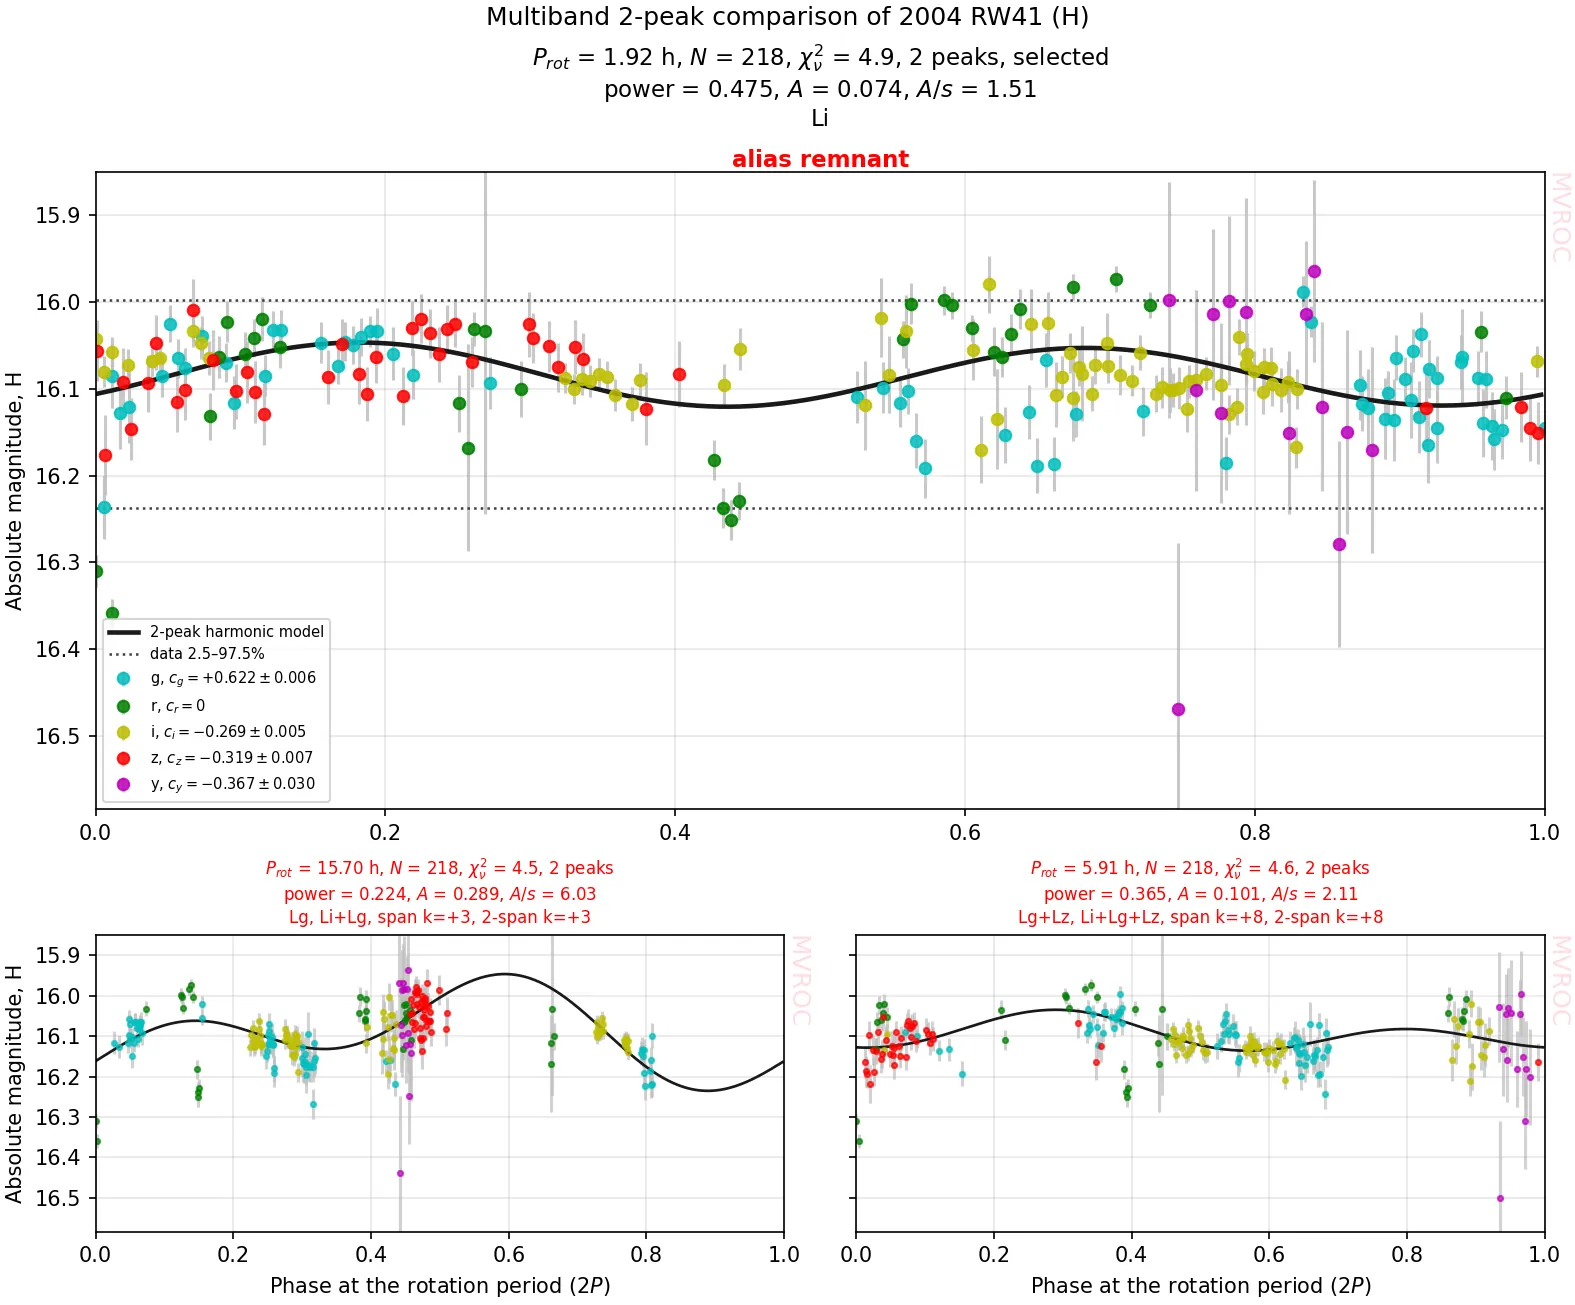 Multiband 2-peak comparison of 2004 RW41 (H)
P_rot = 1.92 h, N = 218, χ²_ν = 4.9, 2 peaks, selected
power = 0.475, A = 0.074, A/s = 1.51
Li
alias remnant
MVROC
Absolute magnitude, H
15.9
16.0
16.1
16.2
16.3
16.4
16.5
2-peak harmonic model
data 2.5–97.5%
g, c_g = +0.622 ± 0.006
r, c_r = 0
i, c_i = −0.269 ± 0.005
z, c_z = −0.319 ± 0.007
y, c_y = −0.367 ± 0.030
0.0 0.2 0.4 0.6 0.8 1.0
P_rot = 15.70 h, N = 218, χ²_ν = 4.5, 2 peaks
power = 0.224, A = 0.289, A/s = 6.03
Lg, Li+Lg, span k=+3, 2-span k=+3
MVROC
Absolute magnitude, H
15.9
16.0
16.1
16.2
16.3
16.4
16.5
0.0 0.2 0.4 0.6 0.8 1.0
Phase at the rotation period (2P)
P_rot = 5.91 h, N = 218, χ²_ν = 4.6, 2 peaks
power = 0.365, A = 0.101, A/s = 2.11
Lg+Lz, Li+Lg+Lz, span k=+8, 2-span k=+8
MVROC
0.0 0.2 0.4 0.6 0.8 1.0
Phase at the rotation period (2P)